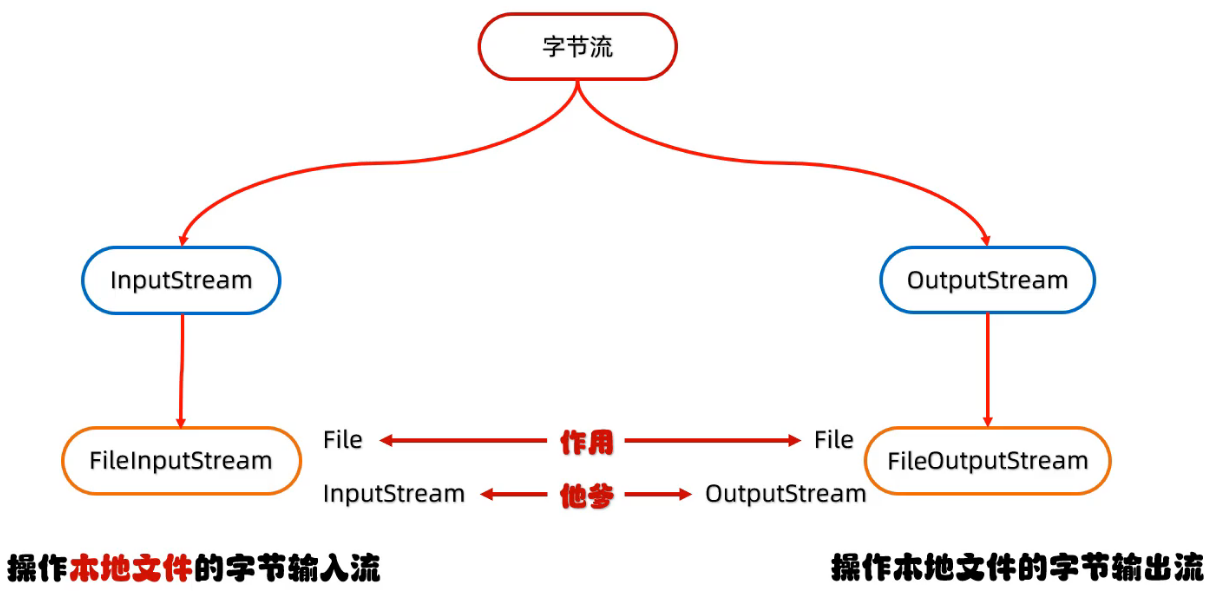 字节流
InputStream
OutputStream
FileInputStream
File
作用
File
FileOutputStream
InputStream
他爹
OutputStream
操作本地文件的字节输入流
操作本地文件的字节输出流